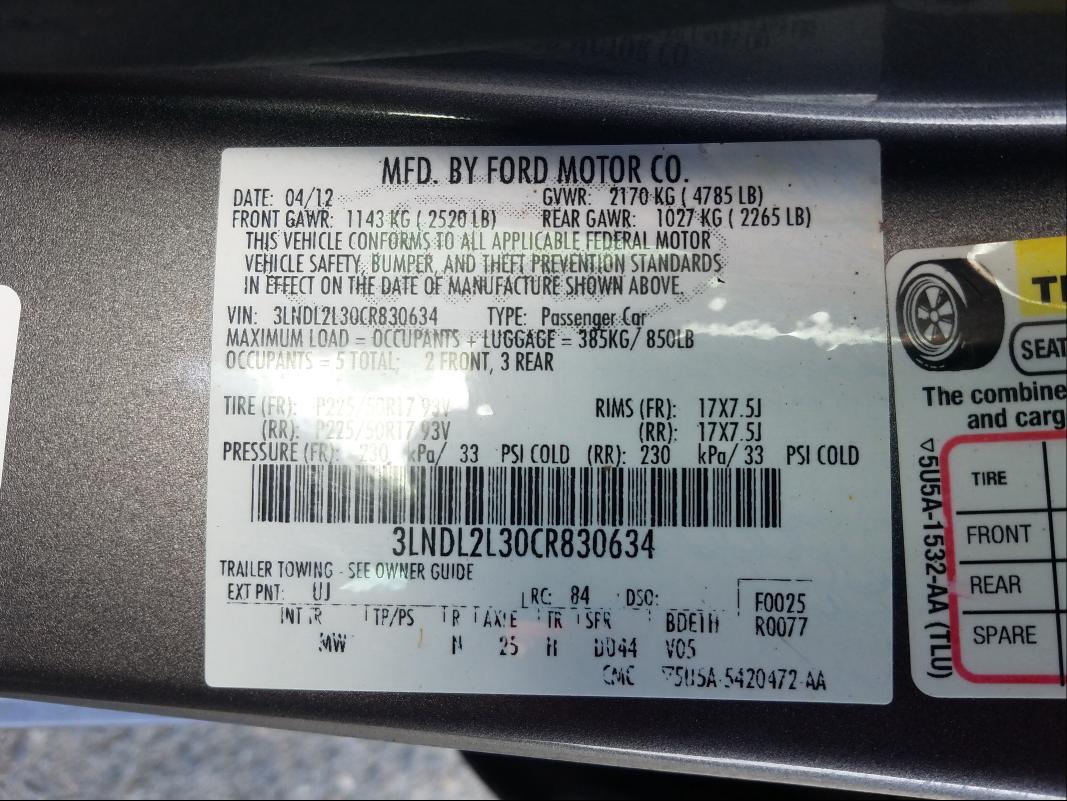 MFD. BY FORD MOTOR CO.
DATE: 04/12 GVWR: 2170 KG ( 4785 LB)
FRONT GAWR: 1143 KG ( 2520 LB) REAR GAWR: 1027 KG ( 2265 LB)
THIS VEHICLE CONFORMS TO ALL APPLICABLE FEDERAL MOTOR
VEHICLE SAFETY, BUMPER, AND THEFT PREVENTION STANDARDS
IN EFFECT ON THE DATE OF MANUFACTURE SHOWN ABOVE.
VIN: 3LNDL2L30CR830634 TYPE: Passenger Car
MAXIMUM LOAD = OCCUPANTS + LUGGAGE = 385KG/ 850LB
OCCUPANTS = 5 TOTAL; 2 FRONT, 3 REAR
TIRE (FR): P225/50R17 93V RIMS (FR): 17X7.5J
(RR): P225/50R17 93V (RR): 17X7.5J
PRESSURE (FR): 230 kPa/ 33 PSI COLD (RR): 230 kPa/ 33 PSI COLD
3LNDL2L30CR830634
TRAILER TOWING - SEE OWNER GUIDE
EXT PNT: UJ RC: 84 DSO: F0025
INT TR TP/PS R AXLE TR SPR R0077
MW N 25 H DD44 V05
CMC ▽5U5A-5420472-AA
SEAT
The combine
and carg
TIRE
FRONT
REAR
SPARE
▽5U5A-1532-AA (TLU)